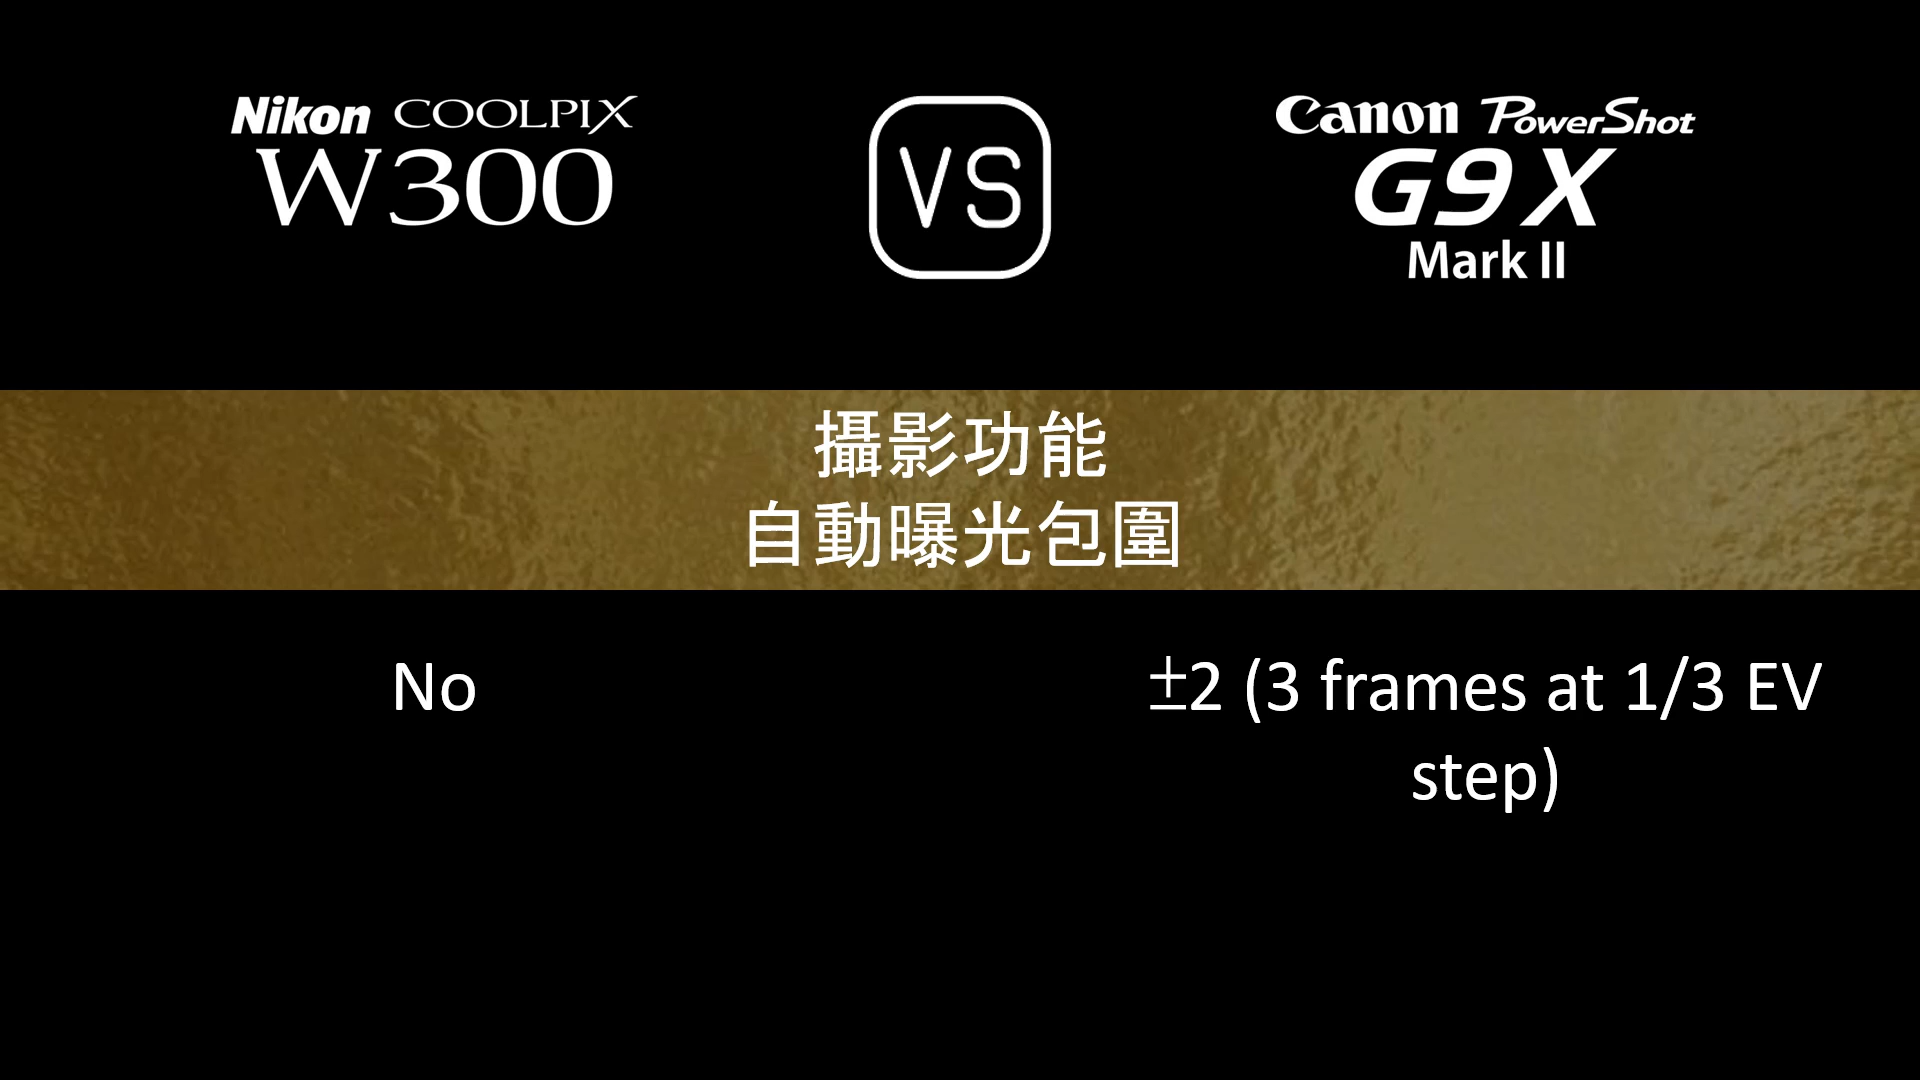 Nikon COOLPIX
W300
VS
Canon PowerShot
G9 X
Mark II
攝影功能
自動曝光包圍
No
±2 (3 frames at 1/3 EV
step)